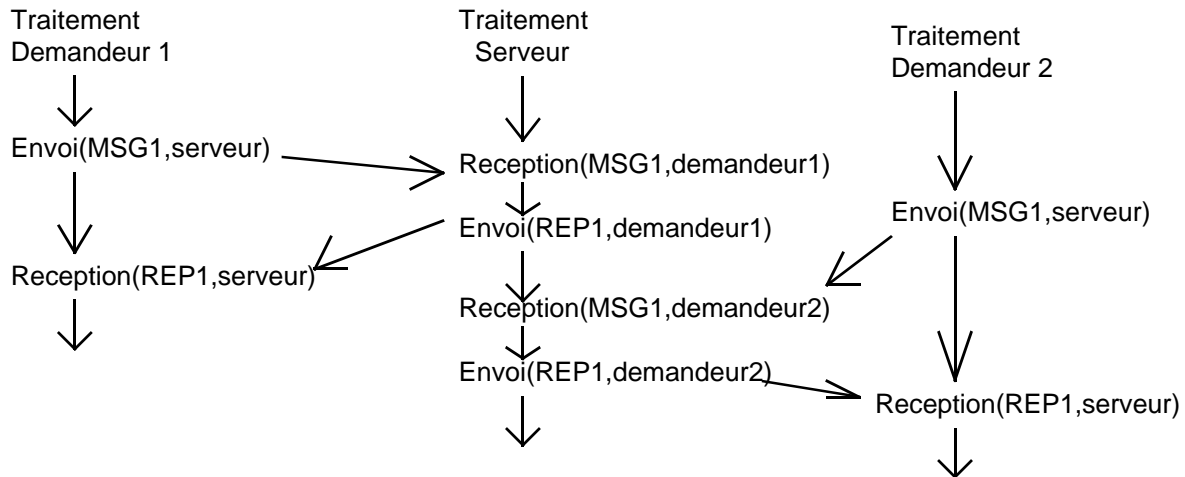 Traitement
Demandeur 1
Traitement
Serveur
Traitement
Demandeur 2
Envoi(MSG1,serveur)
Reception(MSG1,demandeur1)
Envoi(MSG1,serveur)
Envoi(REP1,demandeur1)
Reception(REP1,serveur)
Reception(MSG1,demandeur2)
Envoi(REP1,demandeur2)
Reception(REP1,serveur)